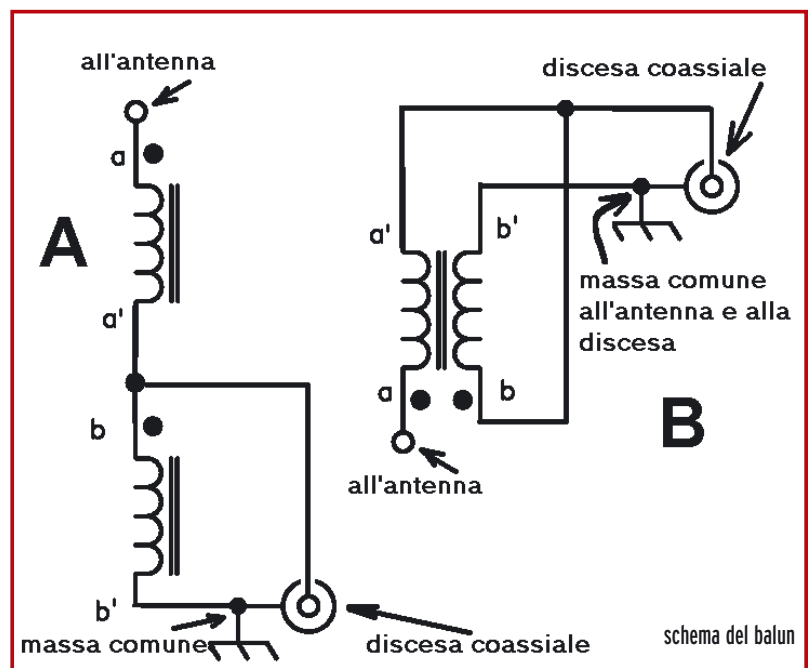 all'antenna
a
A
a'
b
b'
massa comune
discesa coassiale
discesa coassiale
a'
b'
massa comune
all'antenna e alla
discesa
a
b
B
all'antenna
schema del balun